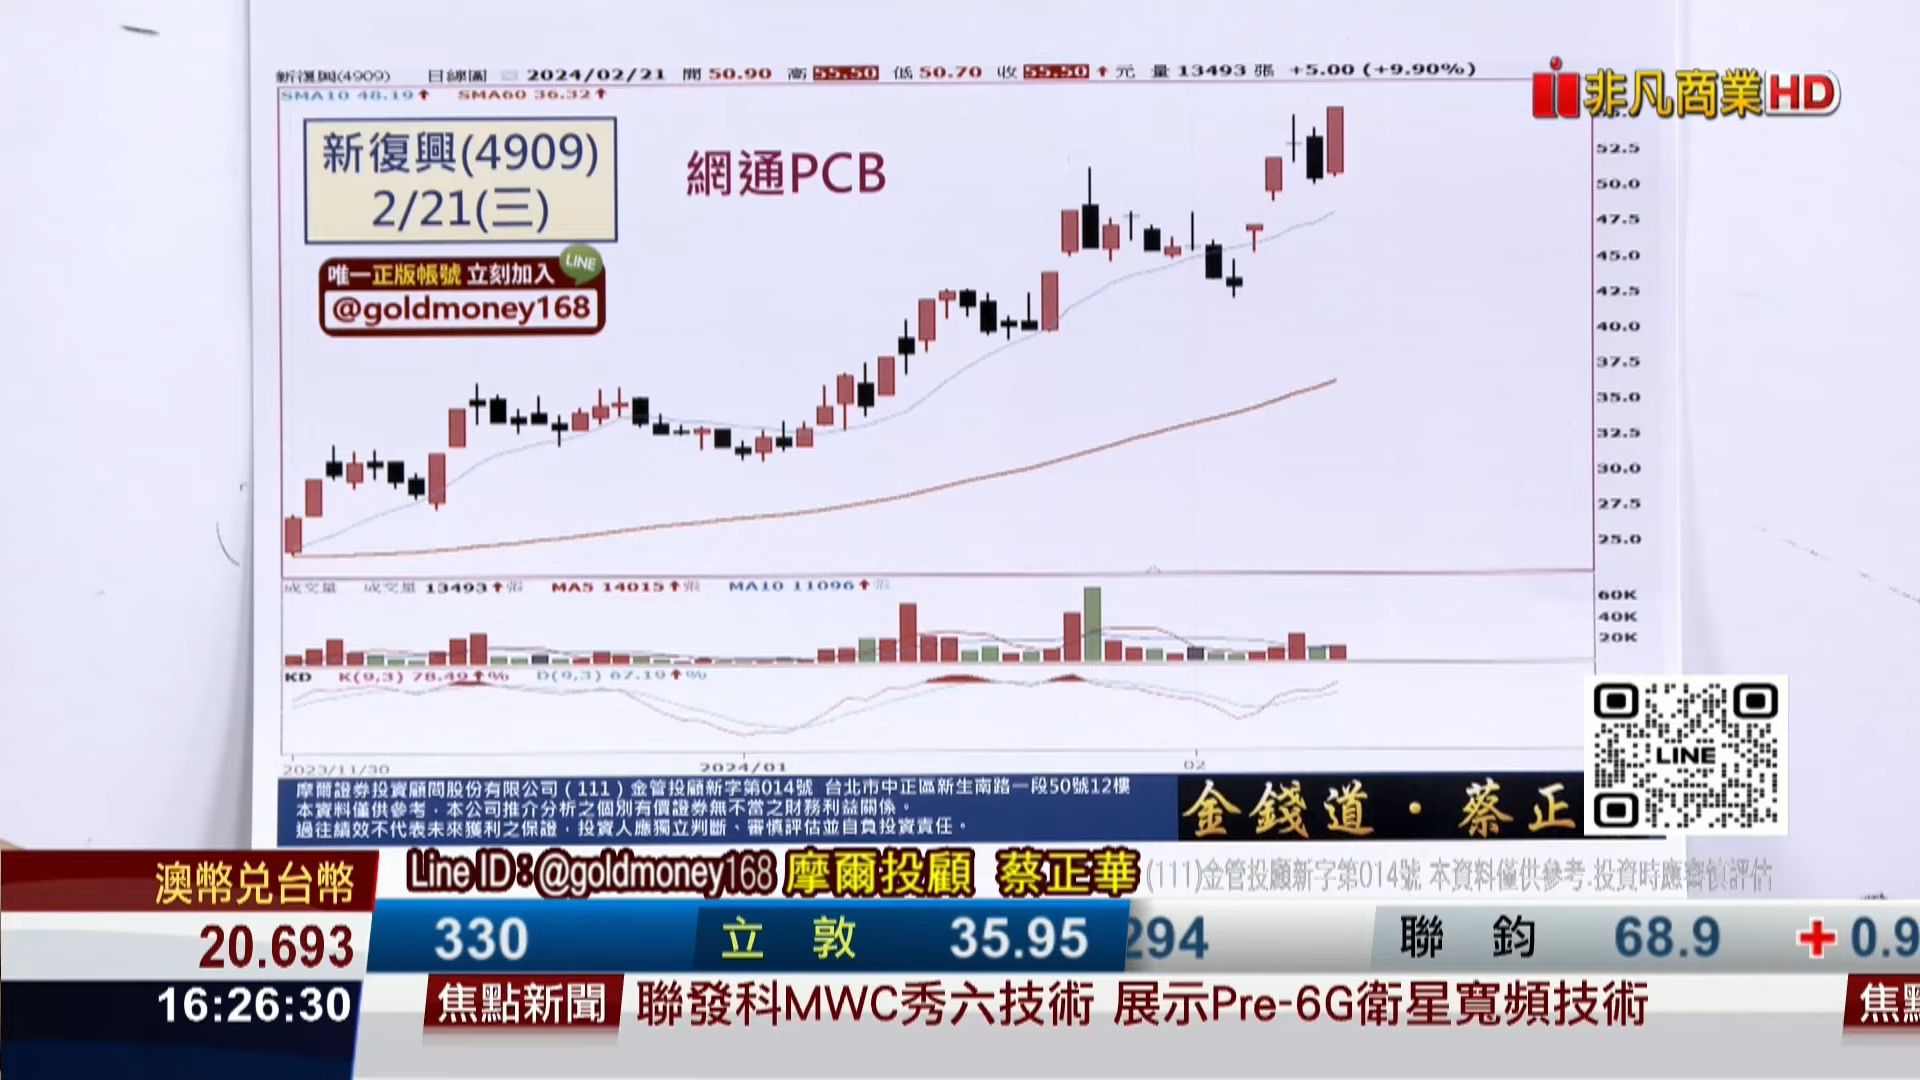 新復興(4909) 日線圖 2024/02/21 開 50.90 高 55.50 低 50.70 收 55.50 ↑ 元 量 13493 張 +5.00 (+9.90%)
SMA10 48.19↑ SMA60 36.32↑
非凡商業HD
新復興(4909)
2/21(三)
網通PCB
唯一正版帳號 立刻加入 LINE
@goldmoney168
52.5
50.0
47.5
45.0
42.5
40.0
37.5
35.0
32.5
30.0
27.5
25.0
成交量 成交量 13493↑張 MA5 14015↑張 MA10 11096↑張
60K
40K
20K
KD K(9,3) 78.49↑% D(9,3) 67.19↑%
LINE
2023/11/30 2024/01 02
摩爾證券投資顧問股份有限公司（111）金管投顧新字第014號 台北市中正區新生南路一段50號12樓
本資料僅供參考，本公司推介分析之個別有價證券無不當之財務利益關係。
過往績效不代表未來獲利之保證，投資人應獨立判斷、審慎評估並自負投資責任。
金錢道·蔡正
Line ID：@goldmoney168 摩爾投顧 蔡正華 (111)金管投顧新字第014號 本資料僅供參考.投資時應審慎評估
澳幣兌台幣
20.693
330 立敦 35.95 294 聯鈞 68.9 + 0.9
16:26:30
焦點新聞 聯發科MWC秀六技術 展示Pre-6G衛星寬頻技術